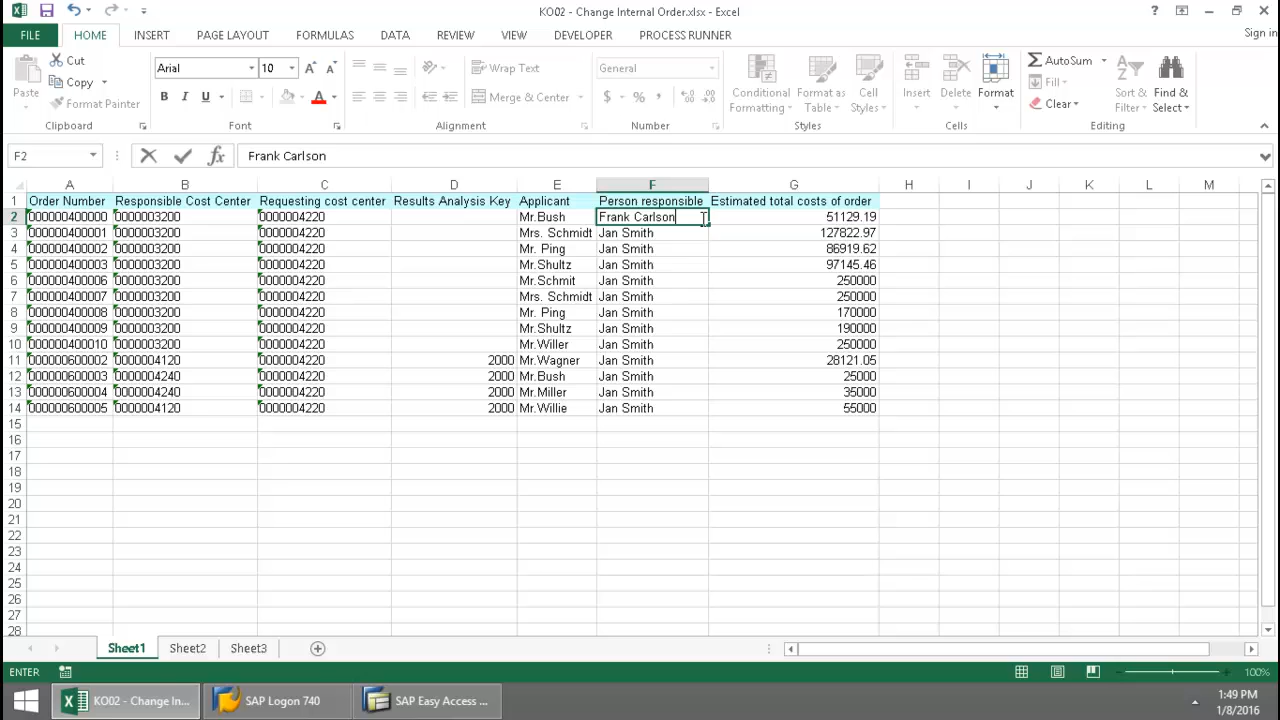 KO02 - Change Internal Order.xlsx - Excel
FILE HOME INSERT PAGE LAYOUT FORMULAS DATA REVIEW VIEW DEVELOPER PROCESS RUNNER Sign in
Paste Cut Copy Format Painter Clipboard
Arial 10 A A B I U A Font
Wrap Text Merge & Center Alignment
General $ % Number
Conditional Formatting Format as Table Cell Styles Styles
Insert Delete Format Cells
AutoSum Fill Clear Sort & Filter Find & Select Editing
F2 fx Frank Carlson
A B C D E F G H I J K L M
1 Order Number Responsible Cost Center Requesting cost center Results Analysis Key Applicant Person responsible Estimated total costs of order
2 000000400000 0000003200 0000004220 Mr.Bush Frank Carlson 51129.19
3 000000400001 0000003200 0000004220 Mrs. Schmidt Jan Smith 127822.97
4 000000400002 0000003200 0000004220 Mr. Ping Jan Smith 86919.62
5 000000400003 0000003200 0000004220 Mr.Shultz Jan Smith 97145.46
6 000000400006 0000003200 0000004220 Mr.Schmit Jan Smith 250000
7 000000400007 0000003200 0000004220 Mrs. Schmidt Jan Smith 250000
8 000000400008 0000003200 0000004220 Mr. Ping Jan Smith 170000
9 000000400009 0000003200 0000004220 Mr.Shultz Jan Smith 190000
10 000000400010 0000003200 0000004220 Mr.Willer Jan Smith 250000
11 000000600002 0000004120 0000004220 2000 Mr.Wagner Jan Smith 28121.05
12 000000600003 0000004240 0000004220 2000 Mr.Bush Jan Smith 25000
13 000000600004 0000004240 0000004220 2000 Mr.Miller Jan Smith 35000
14 000000600005 0000004120 0000004220 2000 Mr.Willie Jan Smith 55000
15
16
17
18
19
20
21
22
23
24
25
26
27
28
Sheet1 Sheet2 Sheet3
ENTER 100%
KO02 - Change In... SAP Logon 740 SAP Easy Access ... 1:49 PM
1/8/2016